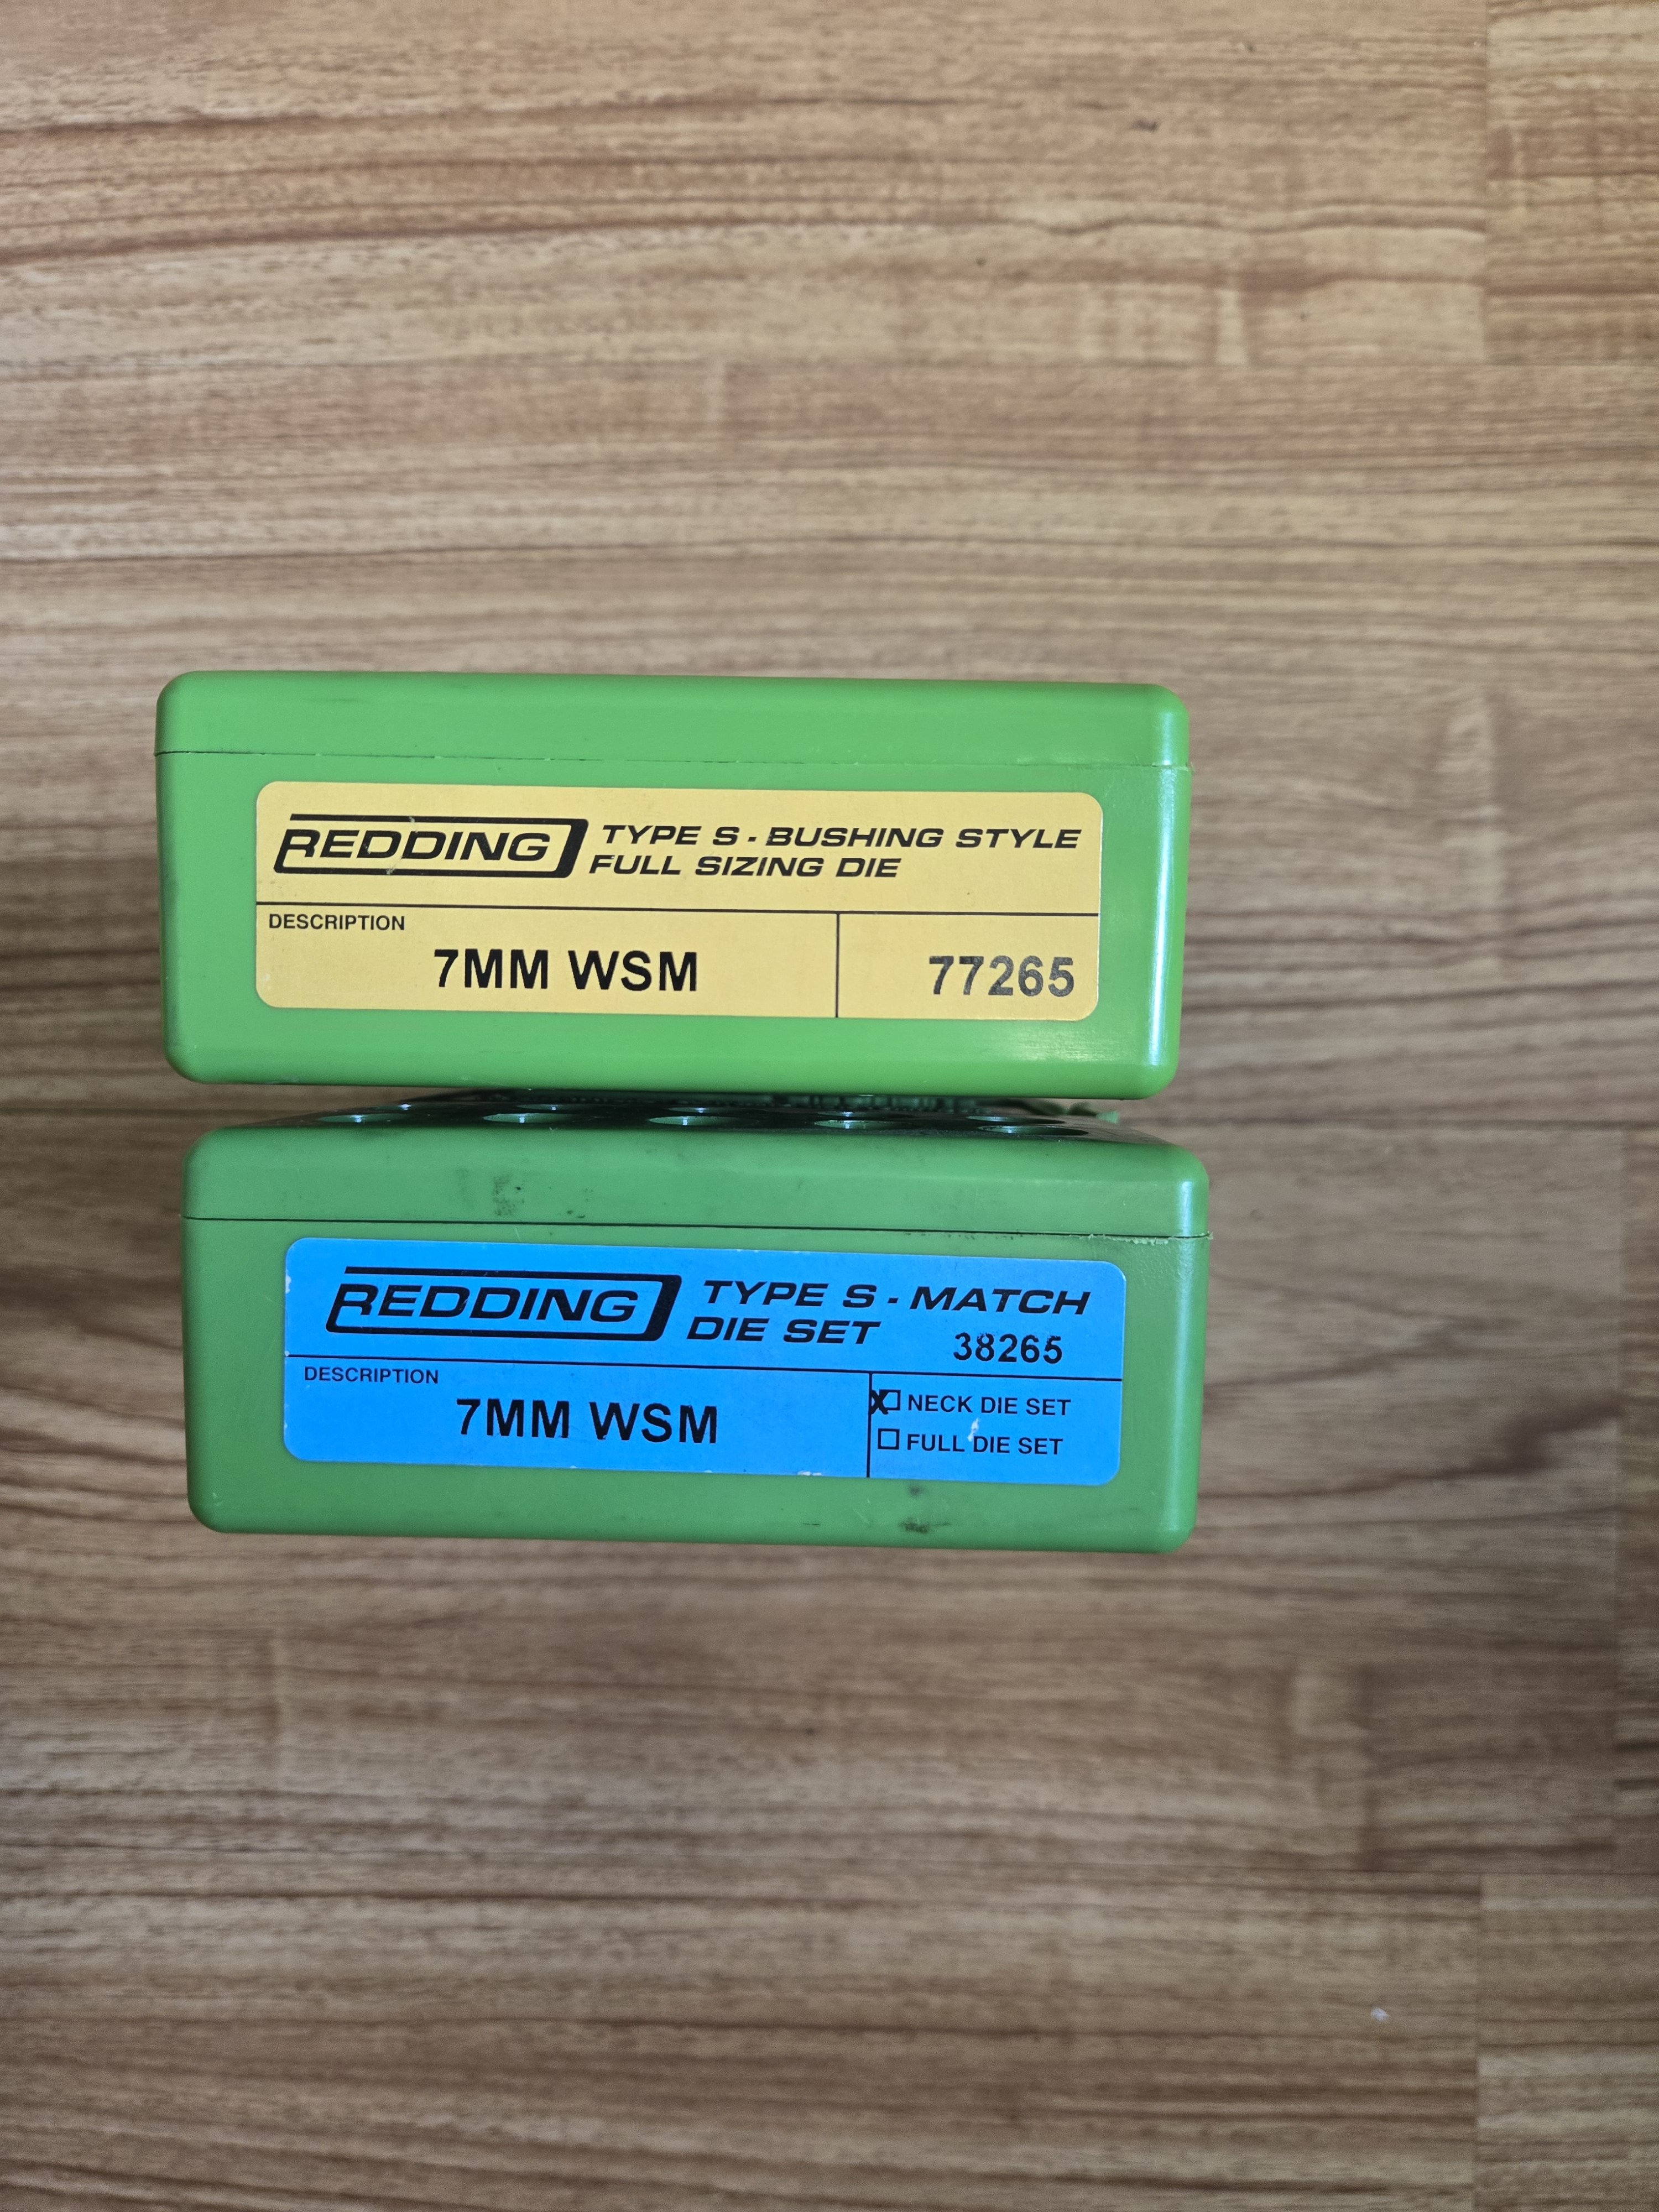 REDDING TYPE S - BUSHING STYLE
FULL SIZING DIE
DESCRIPTION
7MM WSM 77265
REDDING TYPE S - MATCH
DIE SET 38265
DESCRIPTION
X NECK DIE SET
7MM WSM
FULL DIE SET